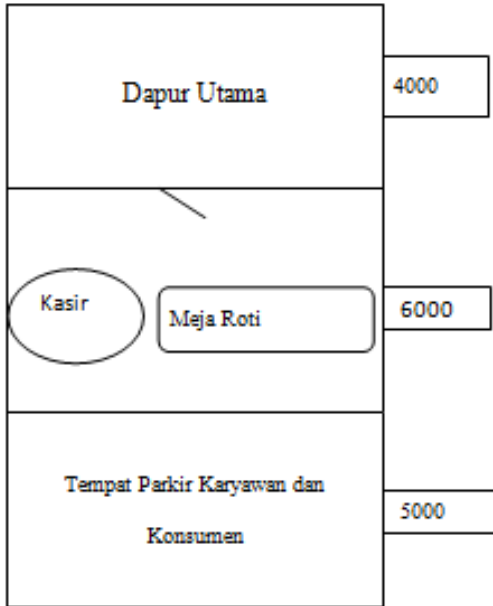 Dapur Utama
4000
Kasir
Meja Roti
6000
Tempat Parkir Karyawan dan
Konsumen
5000